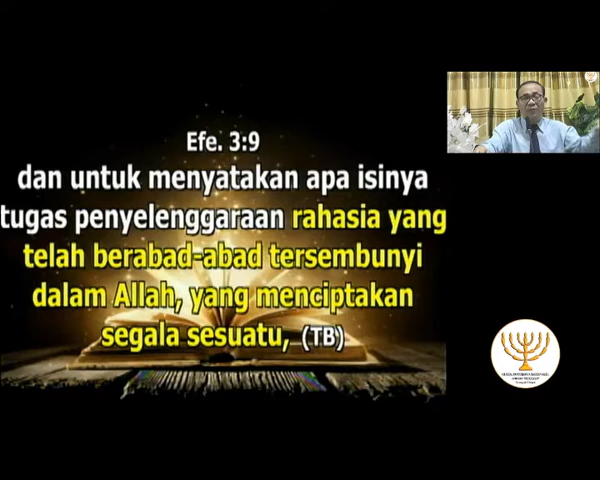 Efe. 3:9
dan untuk menyatakan apa isinya
tugas penyelenggaraan rahasia yang
telah berabad-abad tersembunyi
dalam Allah, yang menciptakan
segala sesuatu, (TB)